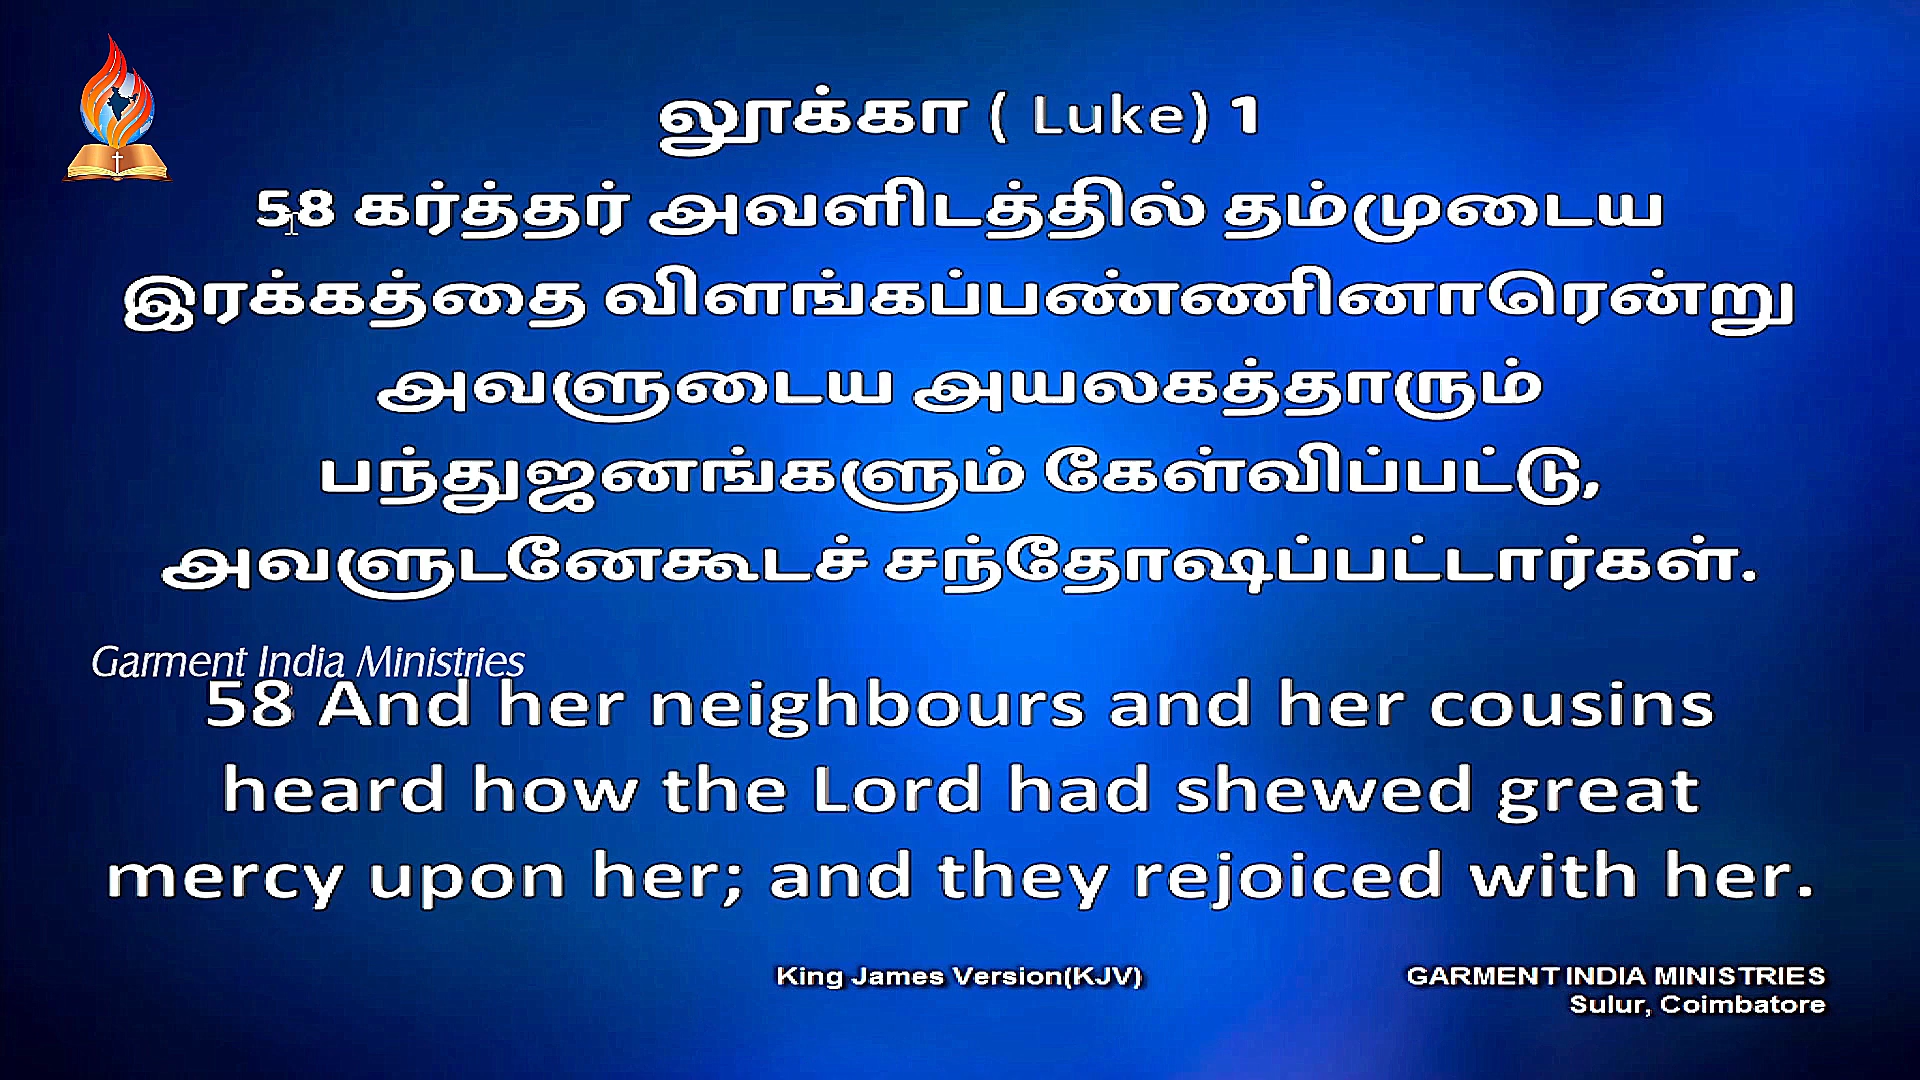 லூக்கா ( Luke) 1
58 கர்த்தர் அவளிடத்தில் தம்முடைய
இரக்கத்தை விளங்கப்பண்ணினாரென்று
அவளுடைய அயலகத்தாரும்
பந்துஜனங்களும் கேள்விப்பட்டு,
அவளுடனேகூடச் சந்தோஷப்பட்டார்கள்.
Garment India Ministries
58 And her neighbours and her cousins
heard how the Lord had shewed great
mercy upon her; and they rejoiced with her.
King James Version(KJV)
GARMENT INDIA MINISTRIES
Sulur, Coimbatore